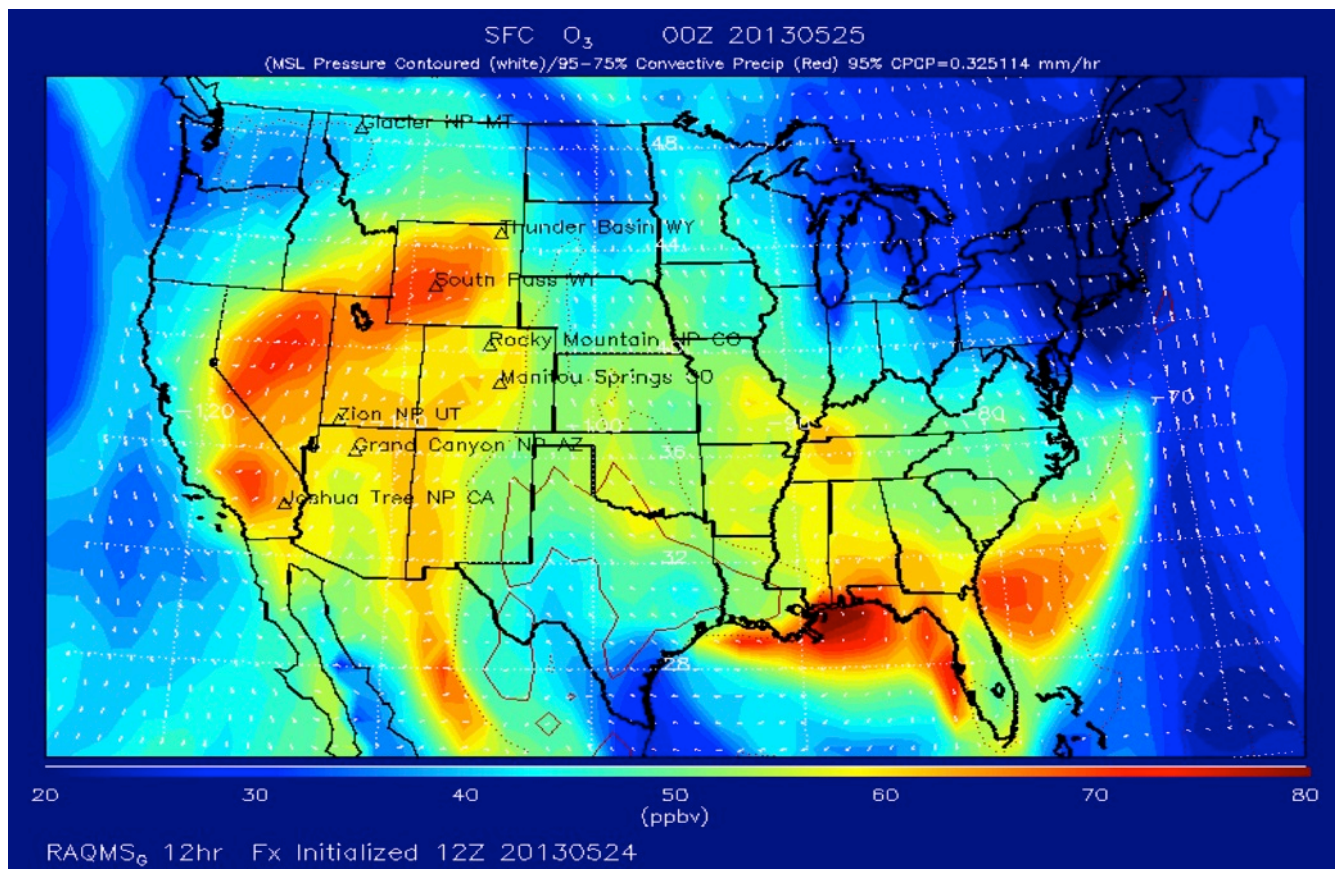 SFC O₃ 00Z 20130525
(MSL Pressure Contoured (white)/95-75% Convective Precip (Red) 95% CPCP=0.325114 mm/hr
Glacier NP MT
48
Thunder Basin WY
44
South Pass WY
Rocky Mountain NP CO
Manitou Springs CO
-120
Zion NP UT
-100
-80
-70
Grand Canyon NP AZ
36
Joshua Tree NP CA
32
28
20 30 40 50 60 70 80
(ppbv)
RAQMS_G 12hr Fx Initialized 12Z 20130524